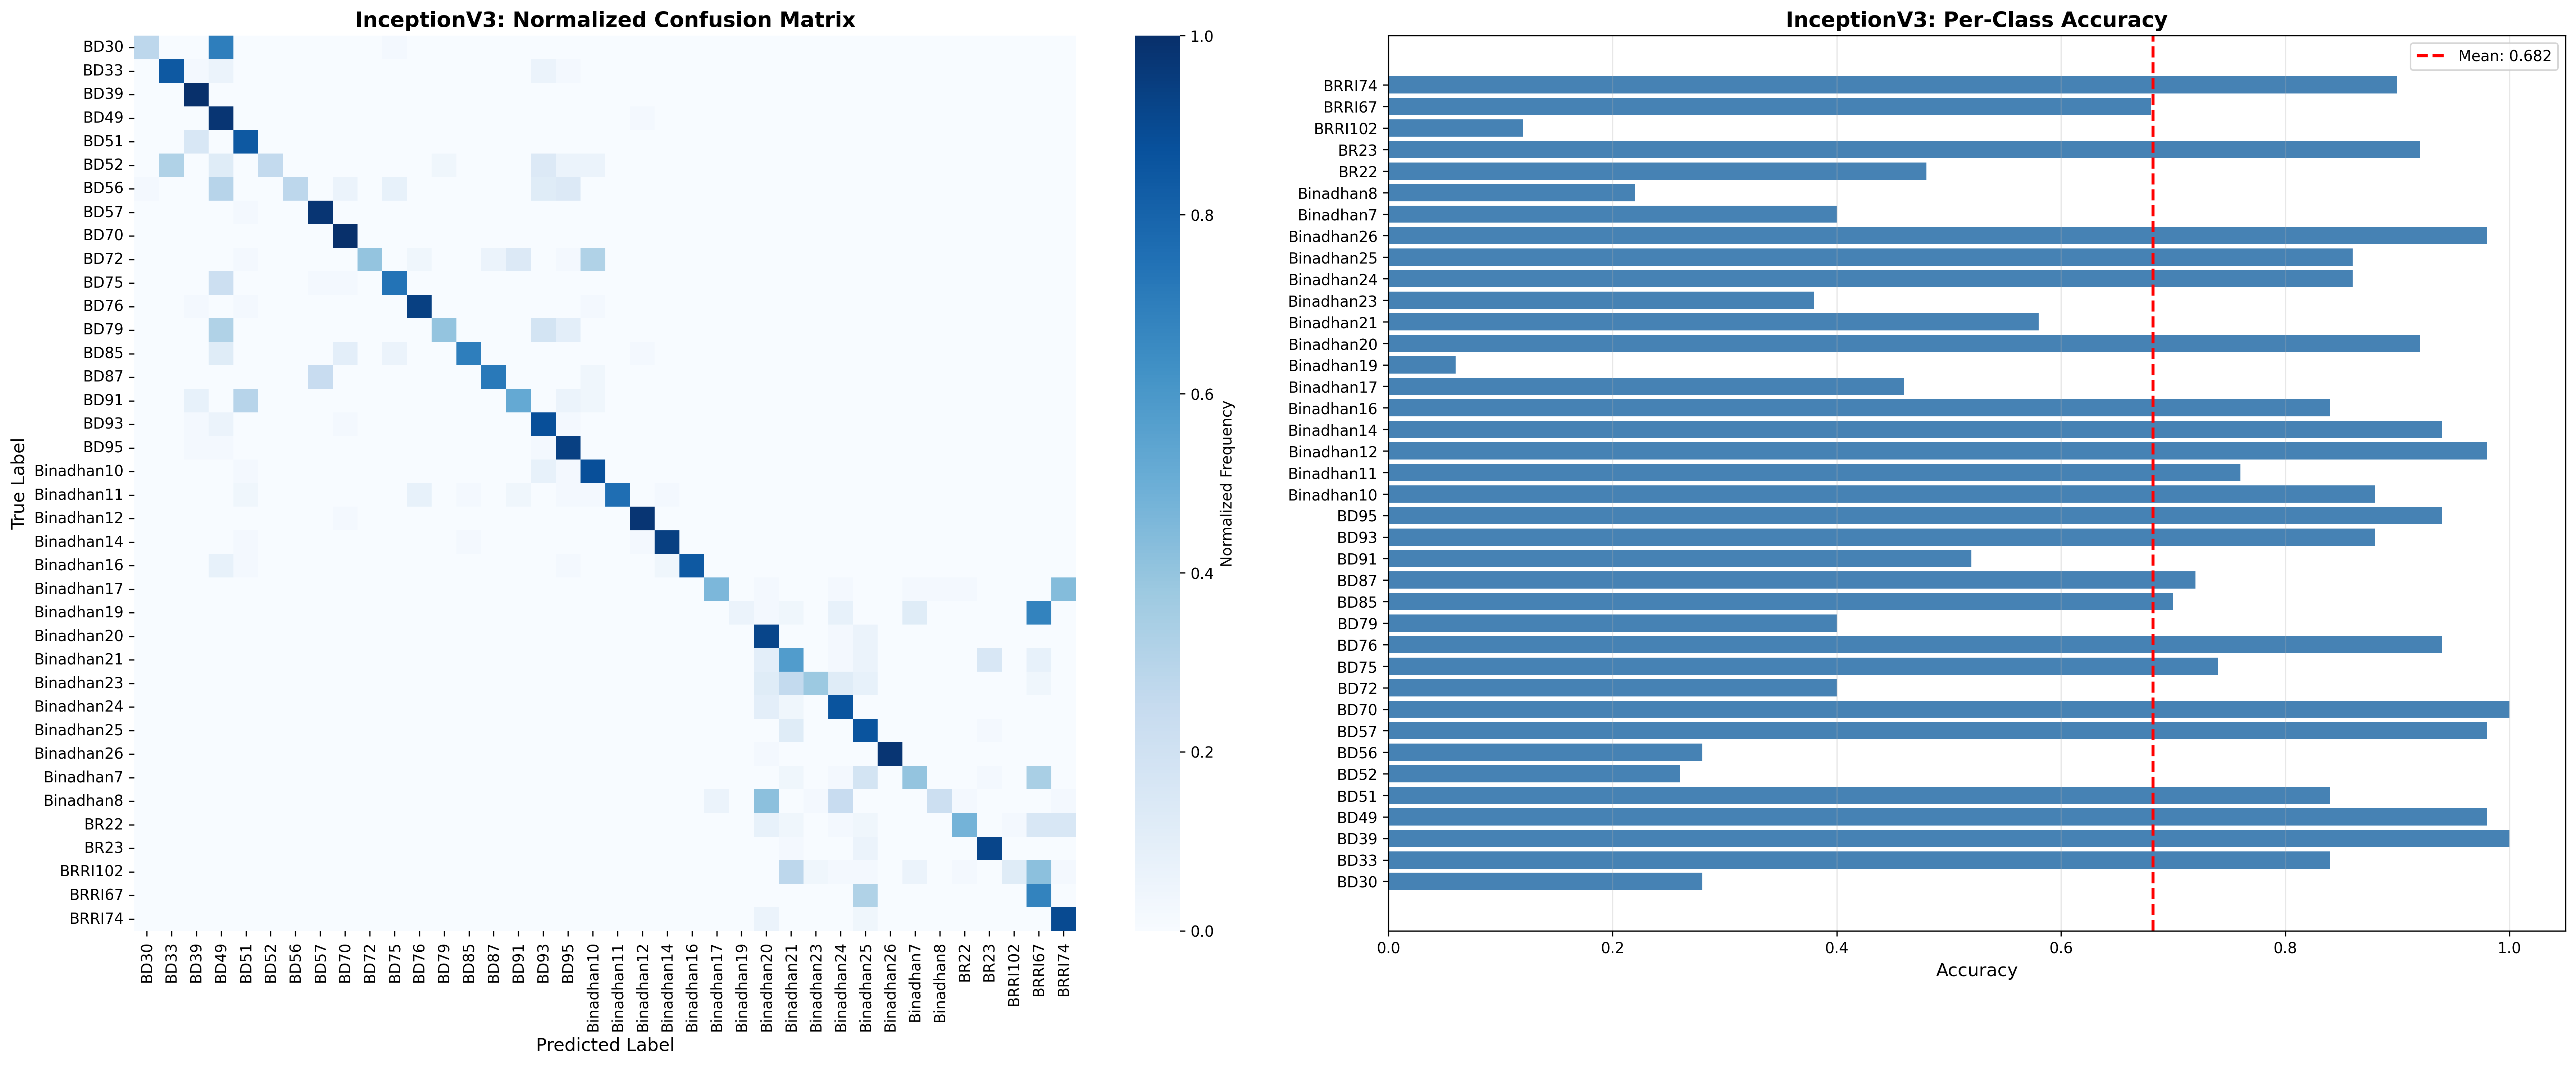 InceptionV3: Normalized Confusion Matrix
True Label
BD30
BD33
BD39
BD49
BD51
BD52
BD56
BD57
BD70
BD72
BD75
BD76
BD79
BD85
BD87
BD91
BD93
BD95
Binadhan10
Binadhan11
Binadhan12
Binadhan14
Binadhan16
Binadhan17
Binadhan19
Binadhan20
Binadhan21
Binadhan23
Binadhan24
Binadhan25
Binadhan26
Binadhan7
Binadhan8
BR22
BR23
BRRI102
BRRI67
BRRI74
BD30 BD33 BD39 BD49 BD51 BD52 BD56 BD57 BD70 BD72 BD75 BD76 BD79 BD85 BD87 BD91 BD93 BD95 Binadhan10 Binadhan11 Binadhan12 Binadhan14 Binadhan16 Binadhan17 Binadhan19 Binadhan20 Binadhan21 Binadhan23 Binadhan24 Binadhan25 Binadhan26 Binadhan7 Binadhan8 BR22 BR23 BRRI102 BRRI67 BRRI74
Predicted Label
1.0
0.8
0.6
0.4
0.2
0.0
Normalized Frequency
InceptionV3: Per-Class Accuracy
Mean: 0.682
BRRI74
BRRI67
BRRI102
BR23
BR22
Binadhan8
Binadhan7
Binadhan26
Binadhan25
Binadhan24
Binadhan23
Binadhan21
Binadhan20
Binadhan19
Binadhan17
Binadhan16
Binadhan14
Binadhan12
Binadhan11
Binadhan10
BD95
BD93
BD91
BD87
BD85
BD79
BD76
BD75
BD72
BD70
BD57
BD56
BD52
BD51
BD49
BD39
BD33
BD30
0.0 0.2 0.4 0.6 0.8 1.0
Accuracy